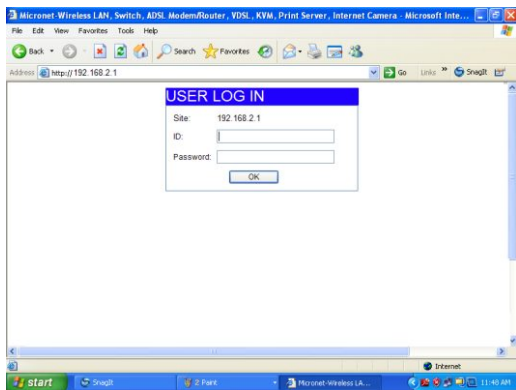 Micronet-Wireless LAN, Switch, ADSL Modem/Router, VDSL, KVM, Print Server, Internet Camera - Microsoft Inte...
File Edit View Favorites Tools Help
Back Search Favorites
Address http://192.168.2.1 Go Links » SnagIt
USER LOG IN
Site: 192.168.2.1
ID:
Password:
OK
Internet
start SnagIt 2 Paint Micronet-Wireless LA... 11:48 AM